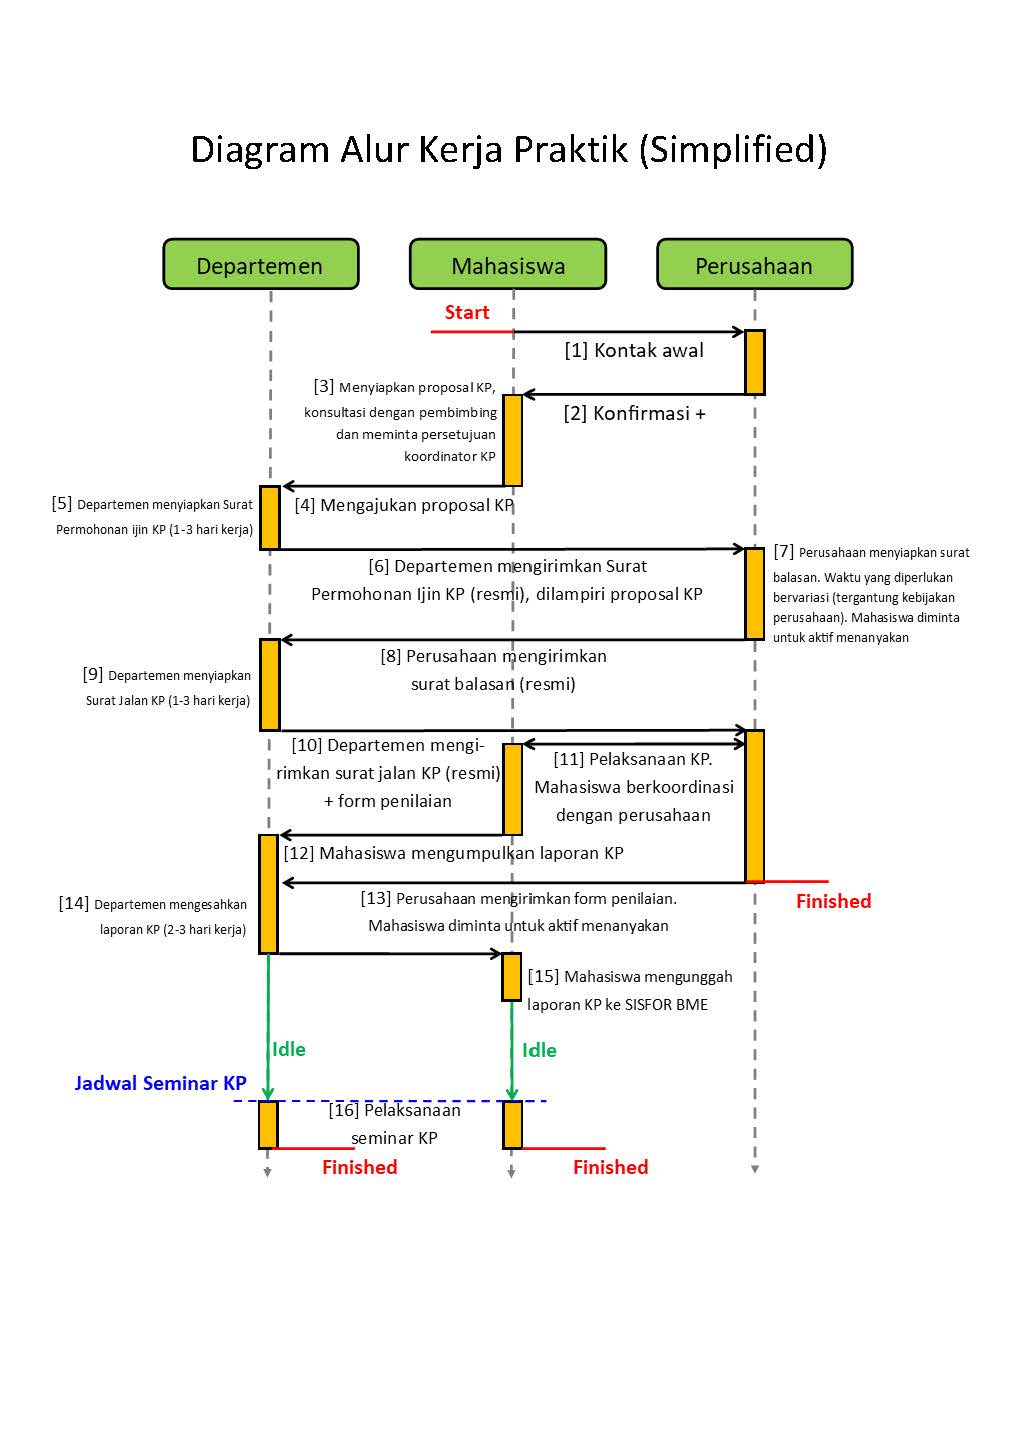 Diagram Alur Kerja Praktik (Simplified)
Departemen
Mahasiswa
Perusahaan
Start
[1] Kontak awal
[2] Konfirmasi +
[3] Menyiapkan proposal KP,
konsultasi dengan pembimbing
dan meminta persetujuan
koordinator KP
[4] Mengajukan proposal KP
[5] Departemen menyiapkan Surat
Permohonan ijin KP (1-3 hari kerja)
[6] Departemen mengirimkan Surat
Permohonan Ijin KP (resmi), dilampiri proposal KP
[7] Perusahaan menyiapkan surat
balasan. Waktu yang diperlukan
bervariasi (tergantung kebijakan
perusahaan). Mahasiswa diminta
untuk aktif menanyakan
[8] Perusahaan mengirimkan
surat balasan (resmi)
[9] Departemen menyiapkan
Surat Jalan KP (1-3 hari kerja)
[10] Departemen mengi-
rimkan surat jalan KP (resmi)
+ form penilaian
[11] Pelaksanaan KP.
Mahasiswa berkoordinasi
dengan perusahaan
[12] Mahasiswa mengumpulkan laporan KP
[13] Perusahaan mengirimkan form penilaian.
Mahasiswa diminta untuk aktif menanyakan
Finished
[14] Departemen mengesahkan
laporan KP (2-3 hari kerja)
[15] Mahasiswa mengunggah
laporan KP ke SISFOR BME
Idle
Idle
Jadwal Seminar KP
[16] Pelaksanaan
seminar KP
Finished
Finished